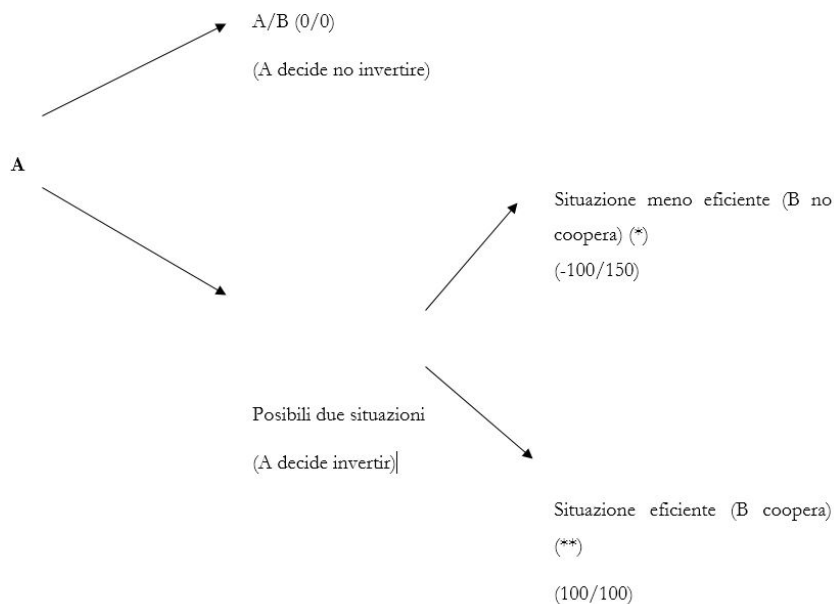 A/B (0/0)
(A decide no invertire)
A
Situazione meno eficiente (B no
coopera) (*)
(-100/150)
Posibili due situazioni
(A decide invertir)
Situazione eficiente (B coopera)
(**)
(100/100)